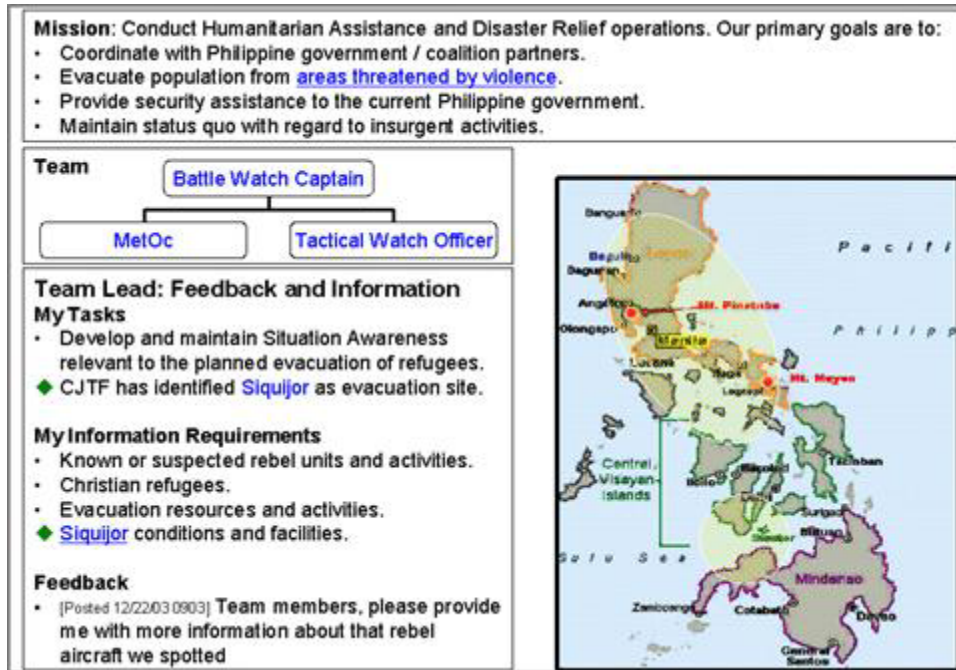 Mission: Conduct Humanitarian Assistance and Disaster Relief operations. Our primary goals are to:
• Coordinate with Philippine government / coalition partners.
• Evacuate population from areas threatened by violence.
• Provide security assistance to the current Philippine government.
• Maintain status quo with regard to insurgent activities.
Team
Battle Watch Captain
MetOc
Tactical Watch Officer
Team Lead: Feedback and Information
My Tasks
• Develop and maintain Situation Awareness
relevant to the planned evacuation of refugees.
◆ CJTF has identified Siquijor as evacuation site.
My Information Requirements
• Known or suspected rebel units and activities.
• Christian refugees.
• Evacuation resources and activities.
◆ Siquijor conditions and facilities.
Feedback
• [Posted 12/22/03 0903] Team members, please provide
me with more information about that rebel
aircraft we spotted
Pacifi
Philipp
Olongapo
Manila
Central
Visayan
Islands
Iloilo
Bacolod
Tacloban
Surigao
Butuan
Sulu Sea
Mindanao
Zamboanga
Cotabato
Davao
General
Santos